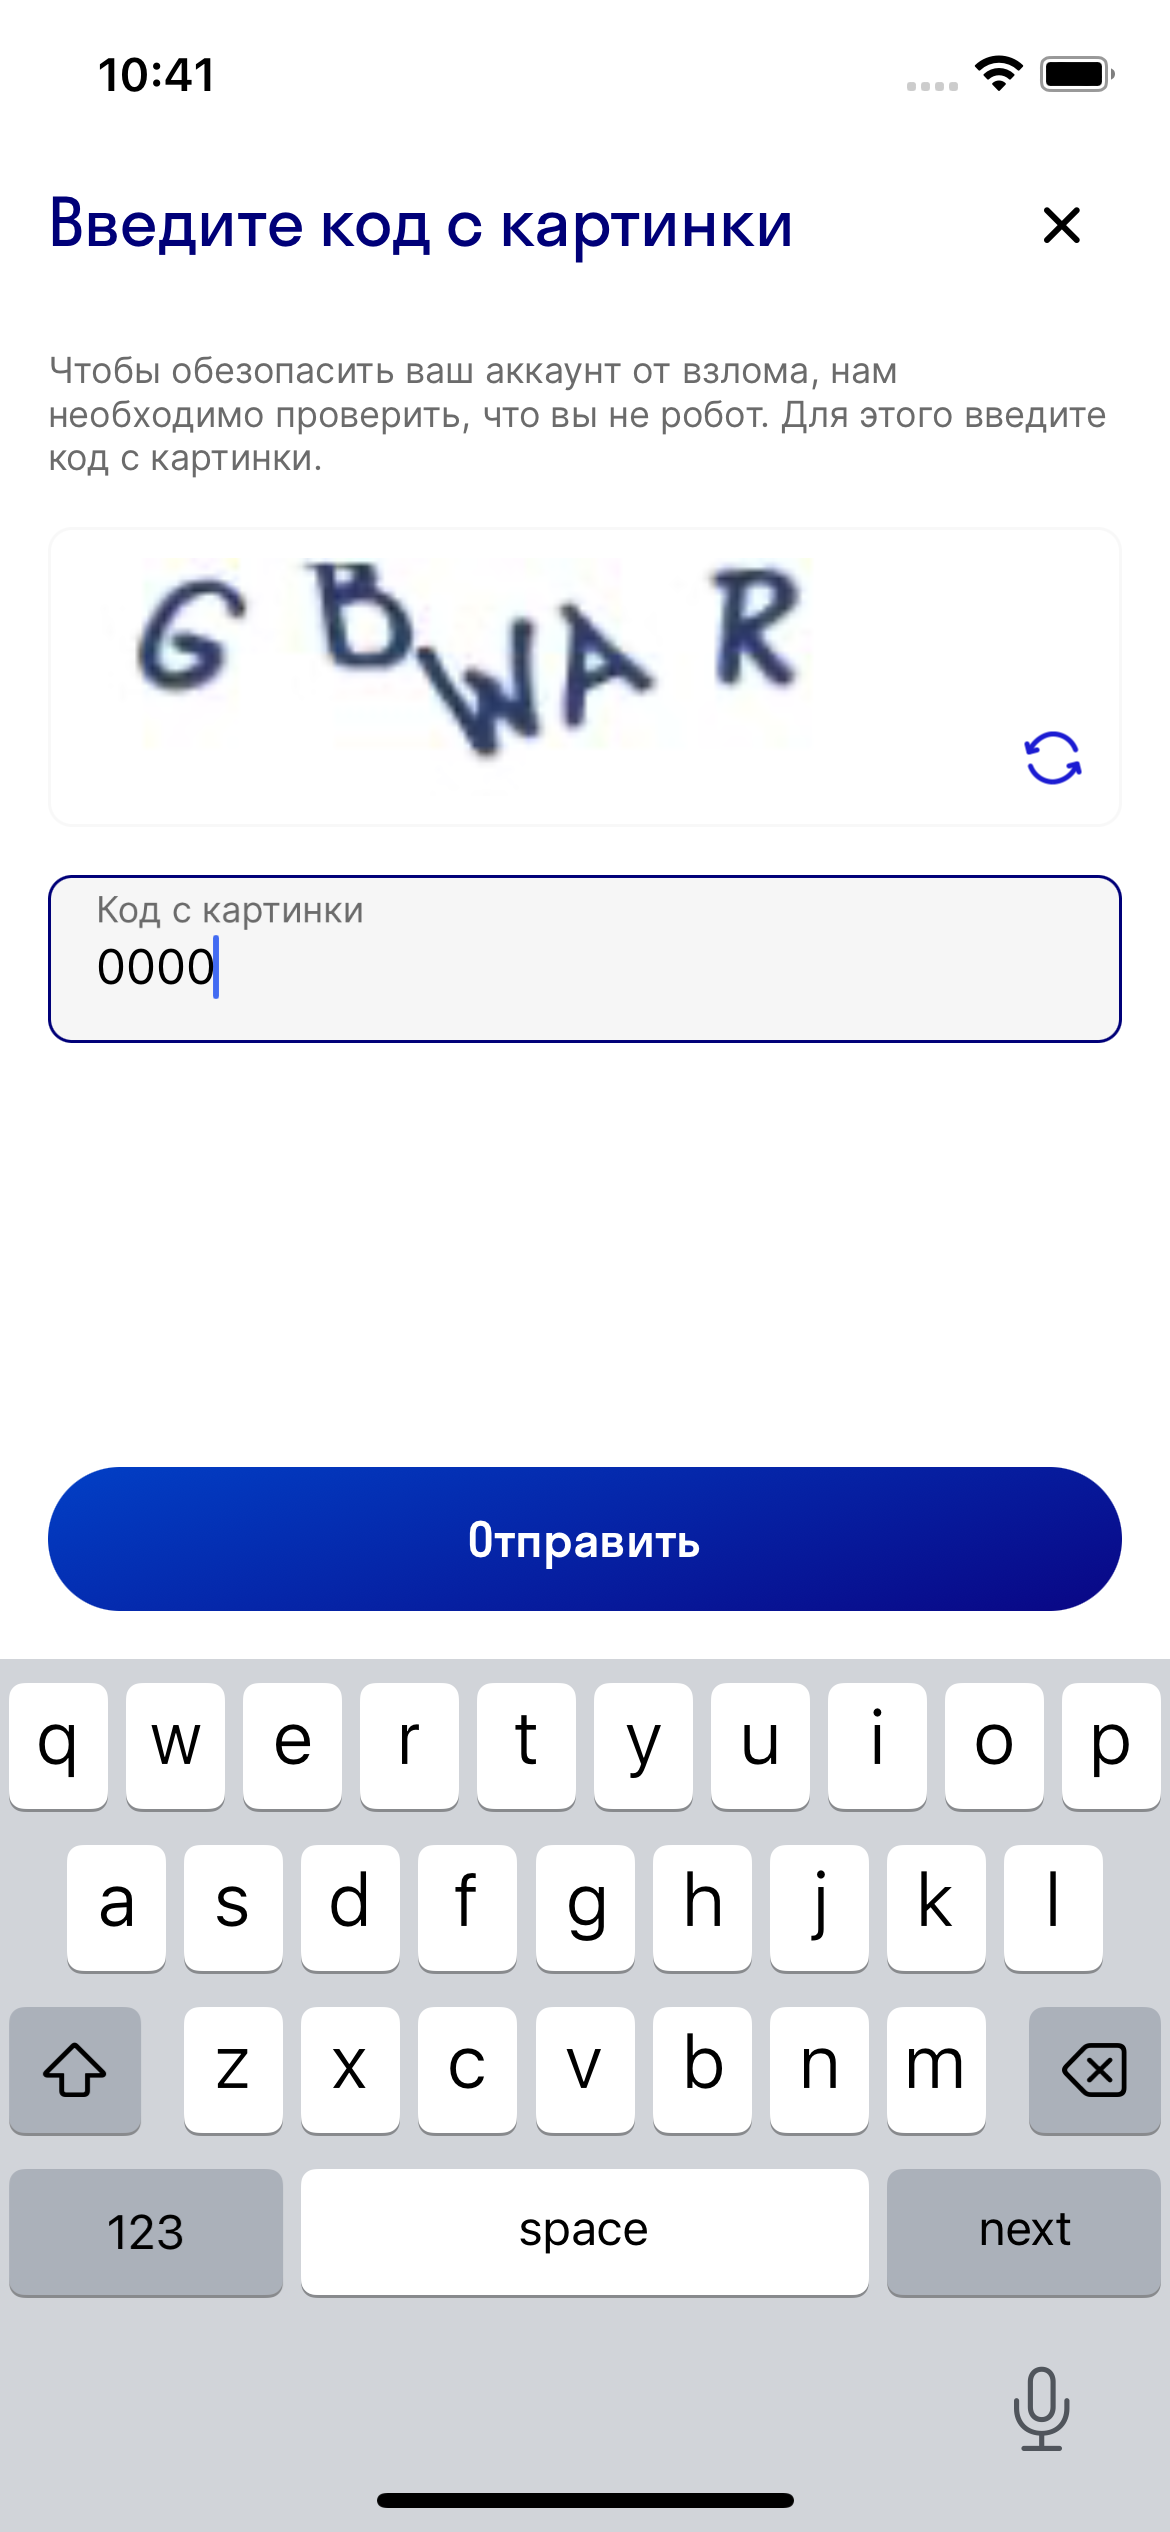 10:41
Введите код с картинки
Чтобы обезопасить ваш аккаунт от взлома, нам
необходимо проверить, что вы не робот. Для этого введите
код с картинки.
G B W A R
Код с картинки
0000
Отправить
q w e r t y u i o p
a s d f g h j k l
z x c v b n m
123 space next